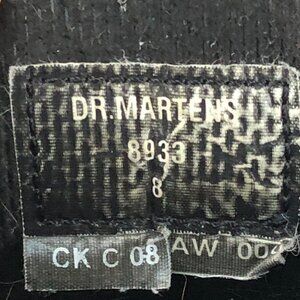 DR.MARTENS
8933
8
CK C 08 AW 004